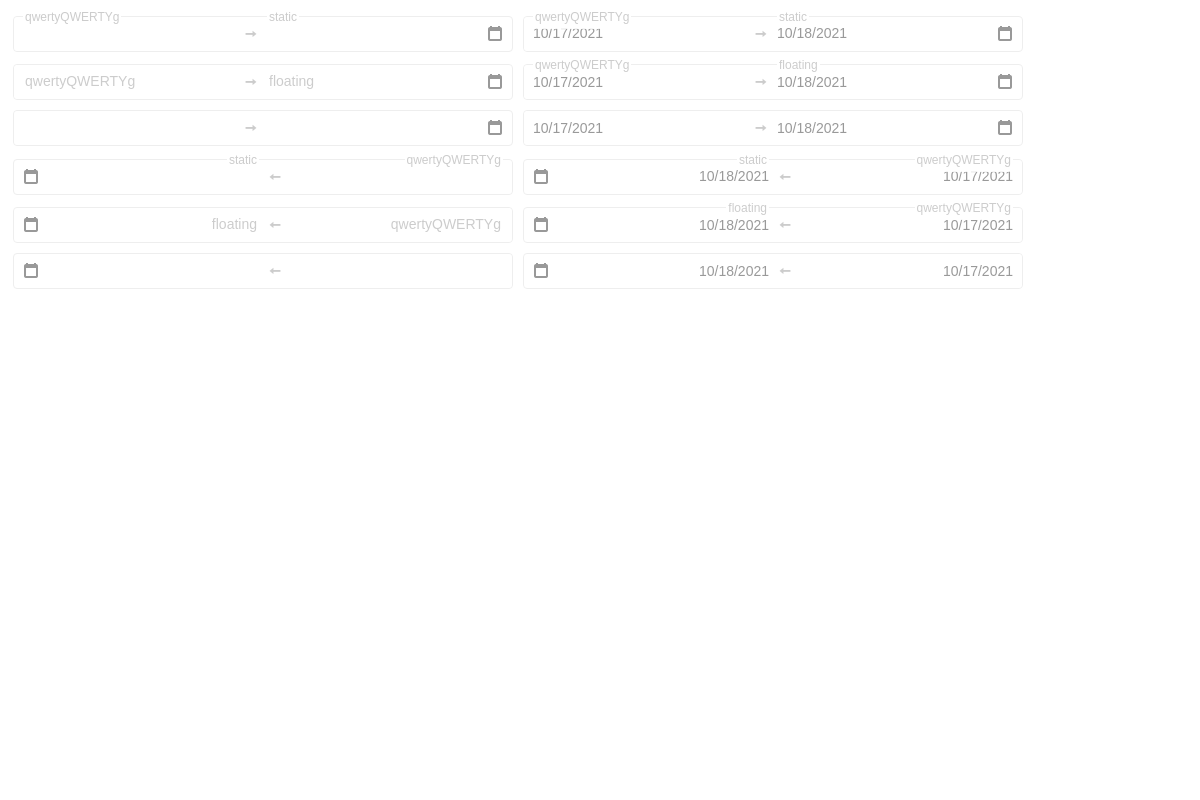 qwertyQWERTYg static qwertyQWERTYg static
→ 10/17/2021 → 10/18/2021
qwertyQWERTYg floating
qwertyQWERTYg → floating 10/17/2021 → 10/18/2021
→ 10/17/2021 → 10/18/2021
static qwertyQWERTYg static qwertyQWERTYg
← 10/18/2021 ← 10/17/2021
floating qwertyQWERTYg
floating ← qwertyQWERTYg 10/18/2021 ← 10/17/2021
← 10/18/2021 ← 10/17/2021